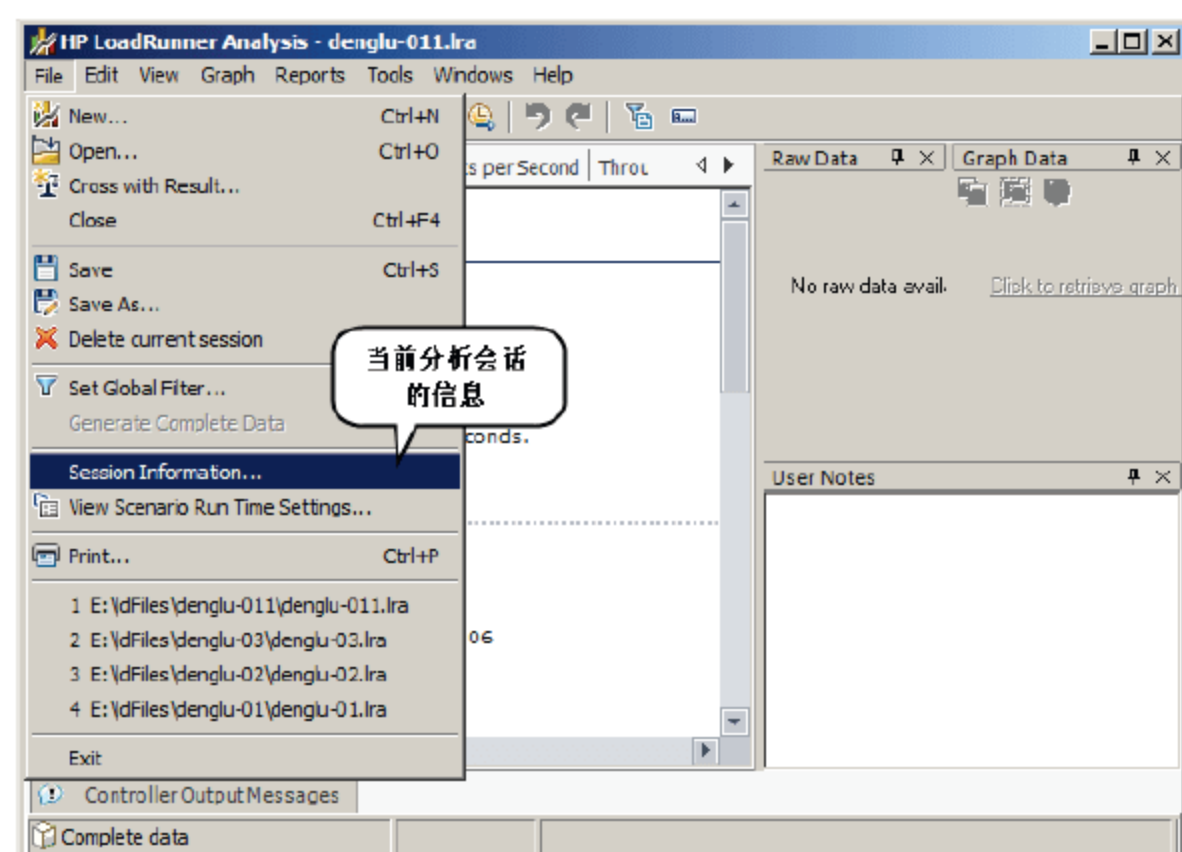 HP LoadRunner Analysis - denglu-011.lra
File Edit View Graph Reports Tools Windows Help
New... Ctrl+N
Open... Ctrl+O
Cross with Result...
Close Ctrl+F4
Save Ctrl+S
Save As...
Delete current session
Set Global Filter...
Generate Complete Data
Session Information...
View Scenario Run Time Settings...
Print... Ctrl+P
1 E:\dFiles\denglu-011\denglu-011.lra
2 E:\dFiles\denglu-03\denglu-03.lra
3 E:\dFiles\denglu-02\denglu-02.lra
4 E:\dFiles\denglu-01\denglu-01.lra
Exit
当前分析会话
的信息
ts per Second Throu
conds.
06
Raw Data
Graph Data
No raw data avail.
Click to retrieve graph
User Notes
Controller Output Messages
Complete data